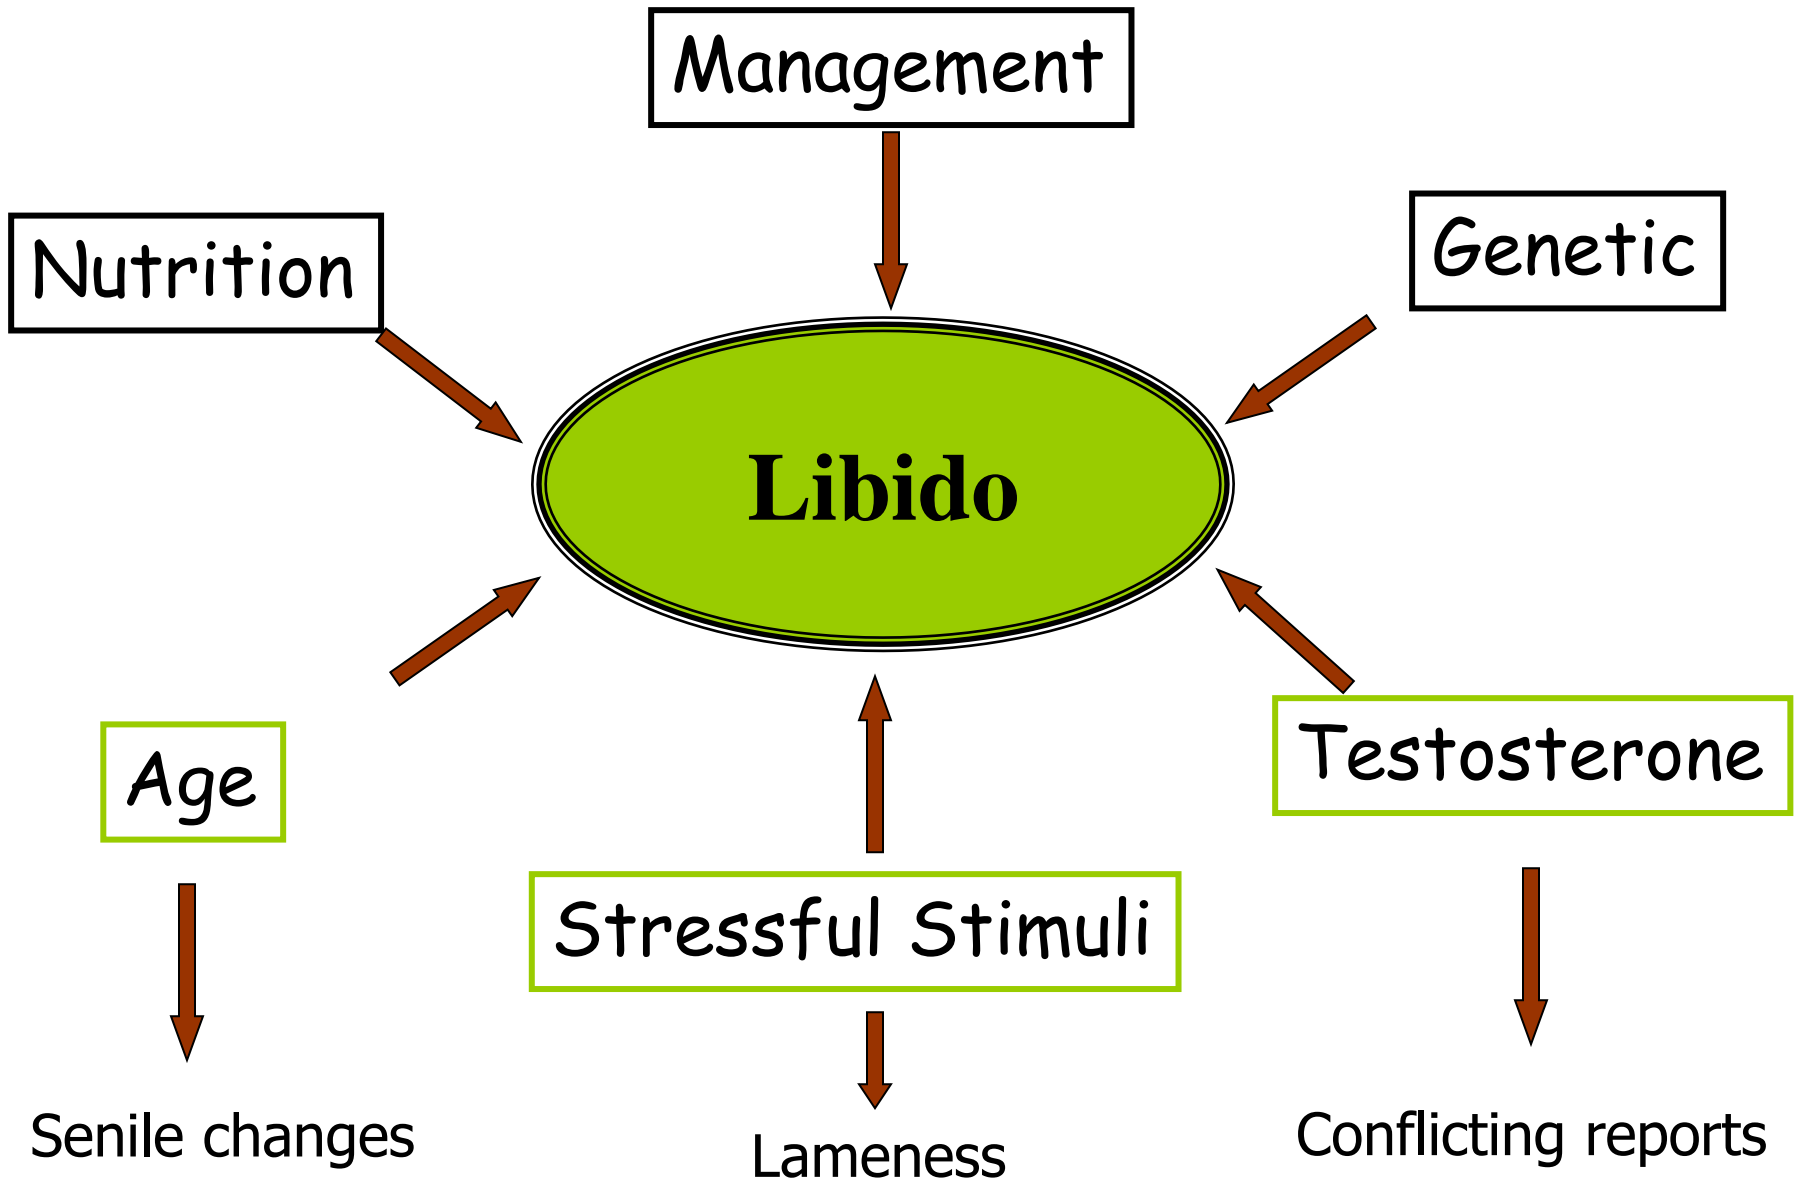 Management
Nutrition
Genetic
Libido
Age
Testosterone
Stressful Stimuli
Senile changes
Lameness
Conflicting reports